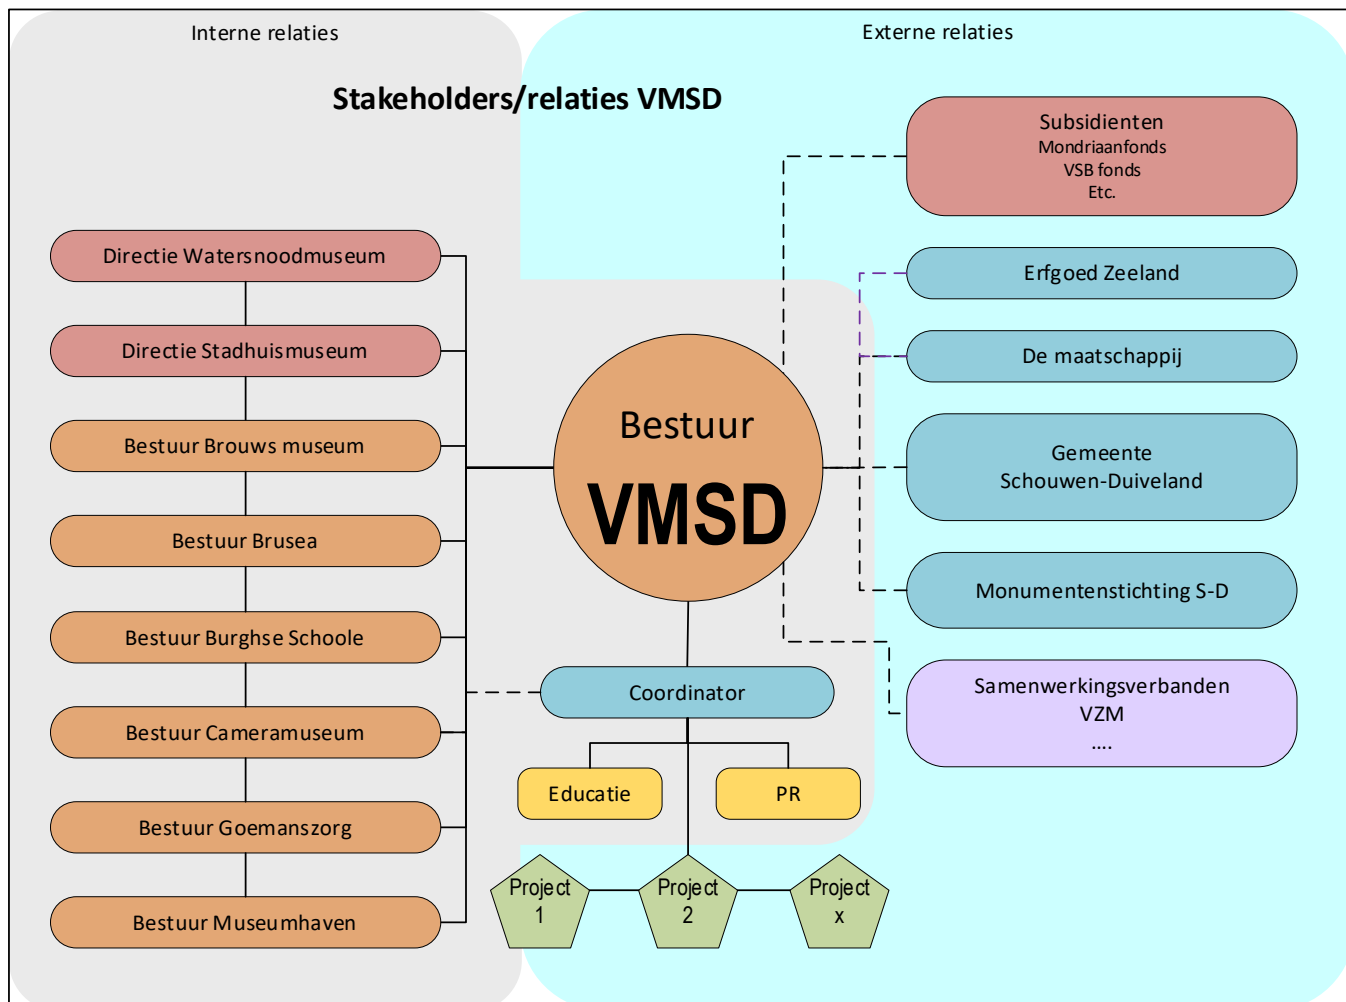 Interne relaties
Externe relaties
Stakeholders/relaties VMSD
Directie Watersnoodmuseum
Directie Stadhuismuseum
Bestuur Brouws museum
Bestuur Brusea
Bestuur Burghse Schoole
Bestuur Cameramuseum
Bestuur Goemanszorg
Bestuur Museumhaven
Bestuur
VMSD
Coordinator
Educatie
PR
Project
1
Project
2
Project
x
Subsidienten
Mondriaanfonds
VSB fonds
Etc.
Erfgoed Zeeland
De maatschappij
Gemeente
Schouwen-Duiveland
Monumentenstichting S-D
Samenwerkingsverbanden
VZM
....